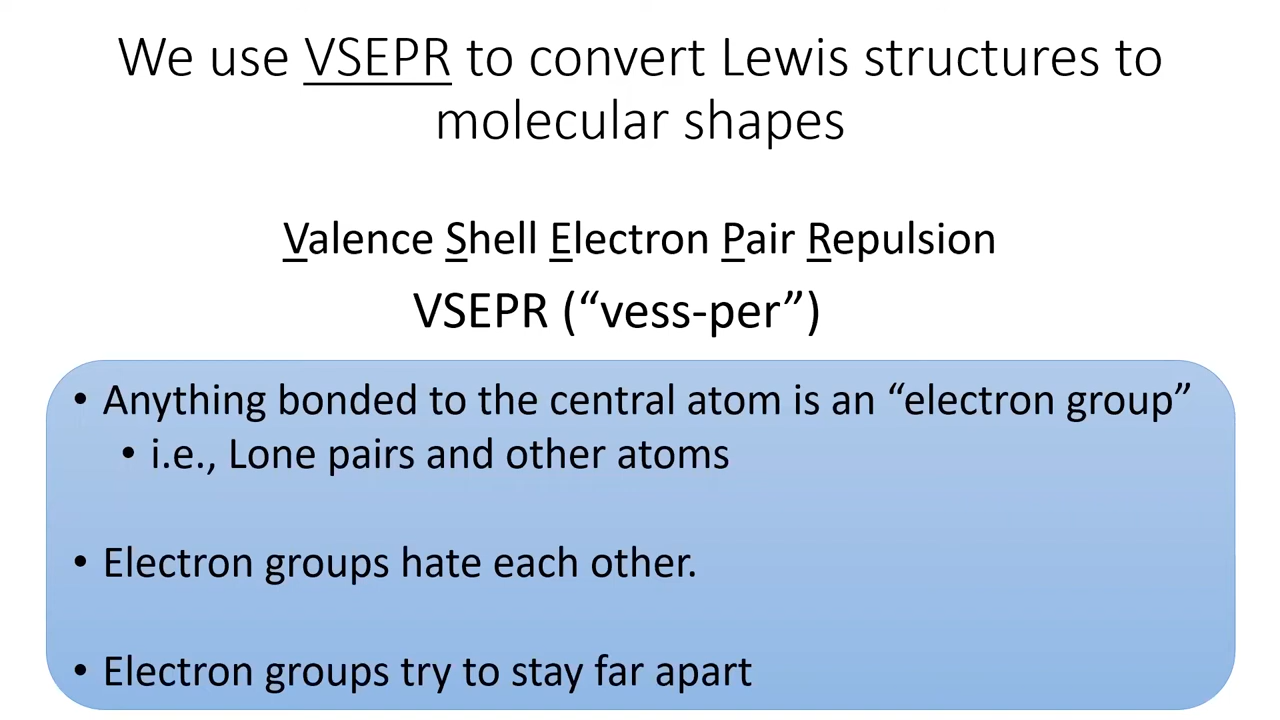 We use VSEPR to convert Lewis structures to
molecular shapes
Valence Shell Electron Pair Repulsion
VSEPR (“vess-per”)
• Anything bonded to the central atom is an “electron group”
• i.e., Lone pairs and other atoms
• Electron groups hate each other.
• Electron groups try to stay far apart